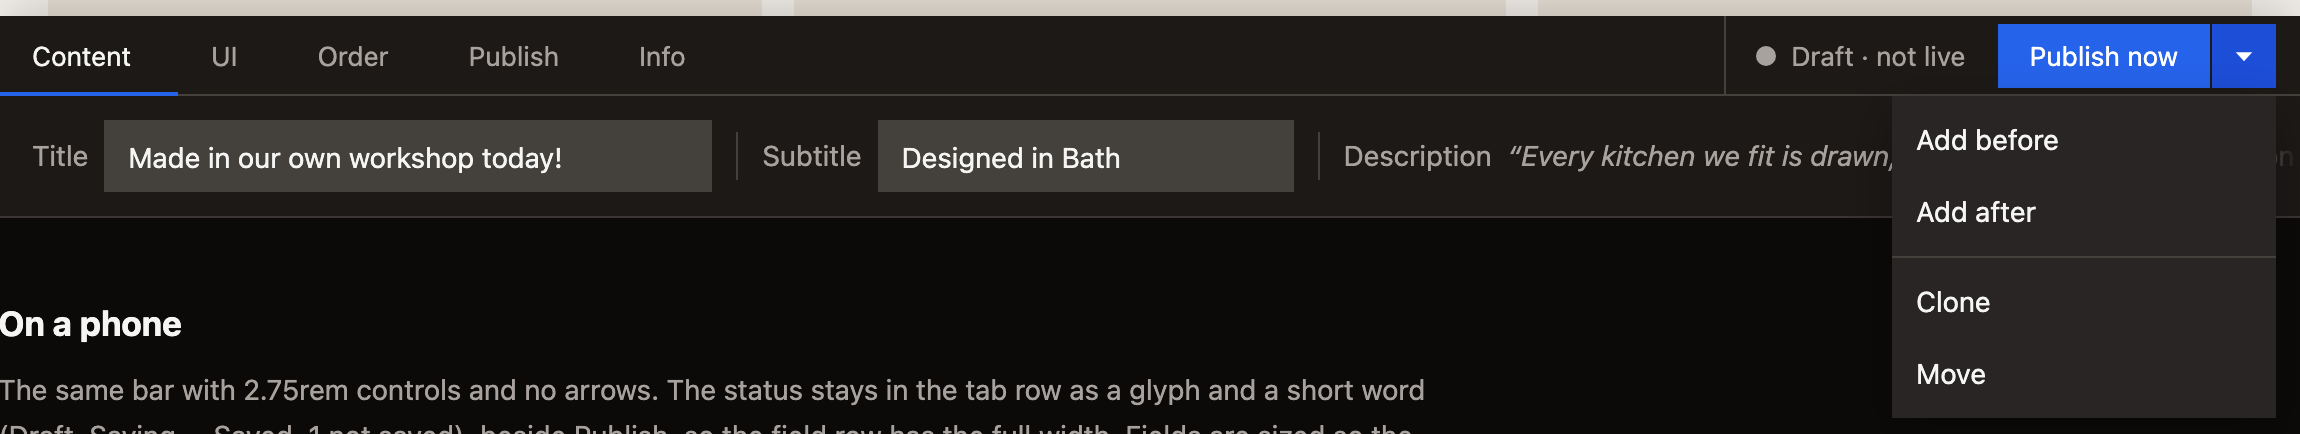 Content UI Order Publish Info Draft · not live Publish now
Title Made in our own workshop today! Subtitle Designed in Bath Description “Every kitchen we fit is drawn,
Add before
Add after
Clone
Move
On a phone
The same bar with 2.75rem controls and no arrows. The status stays in the tab row as a glyph and a short word